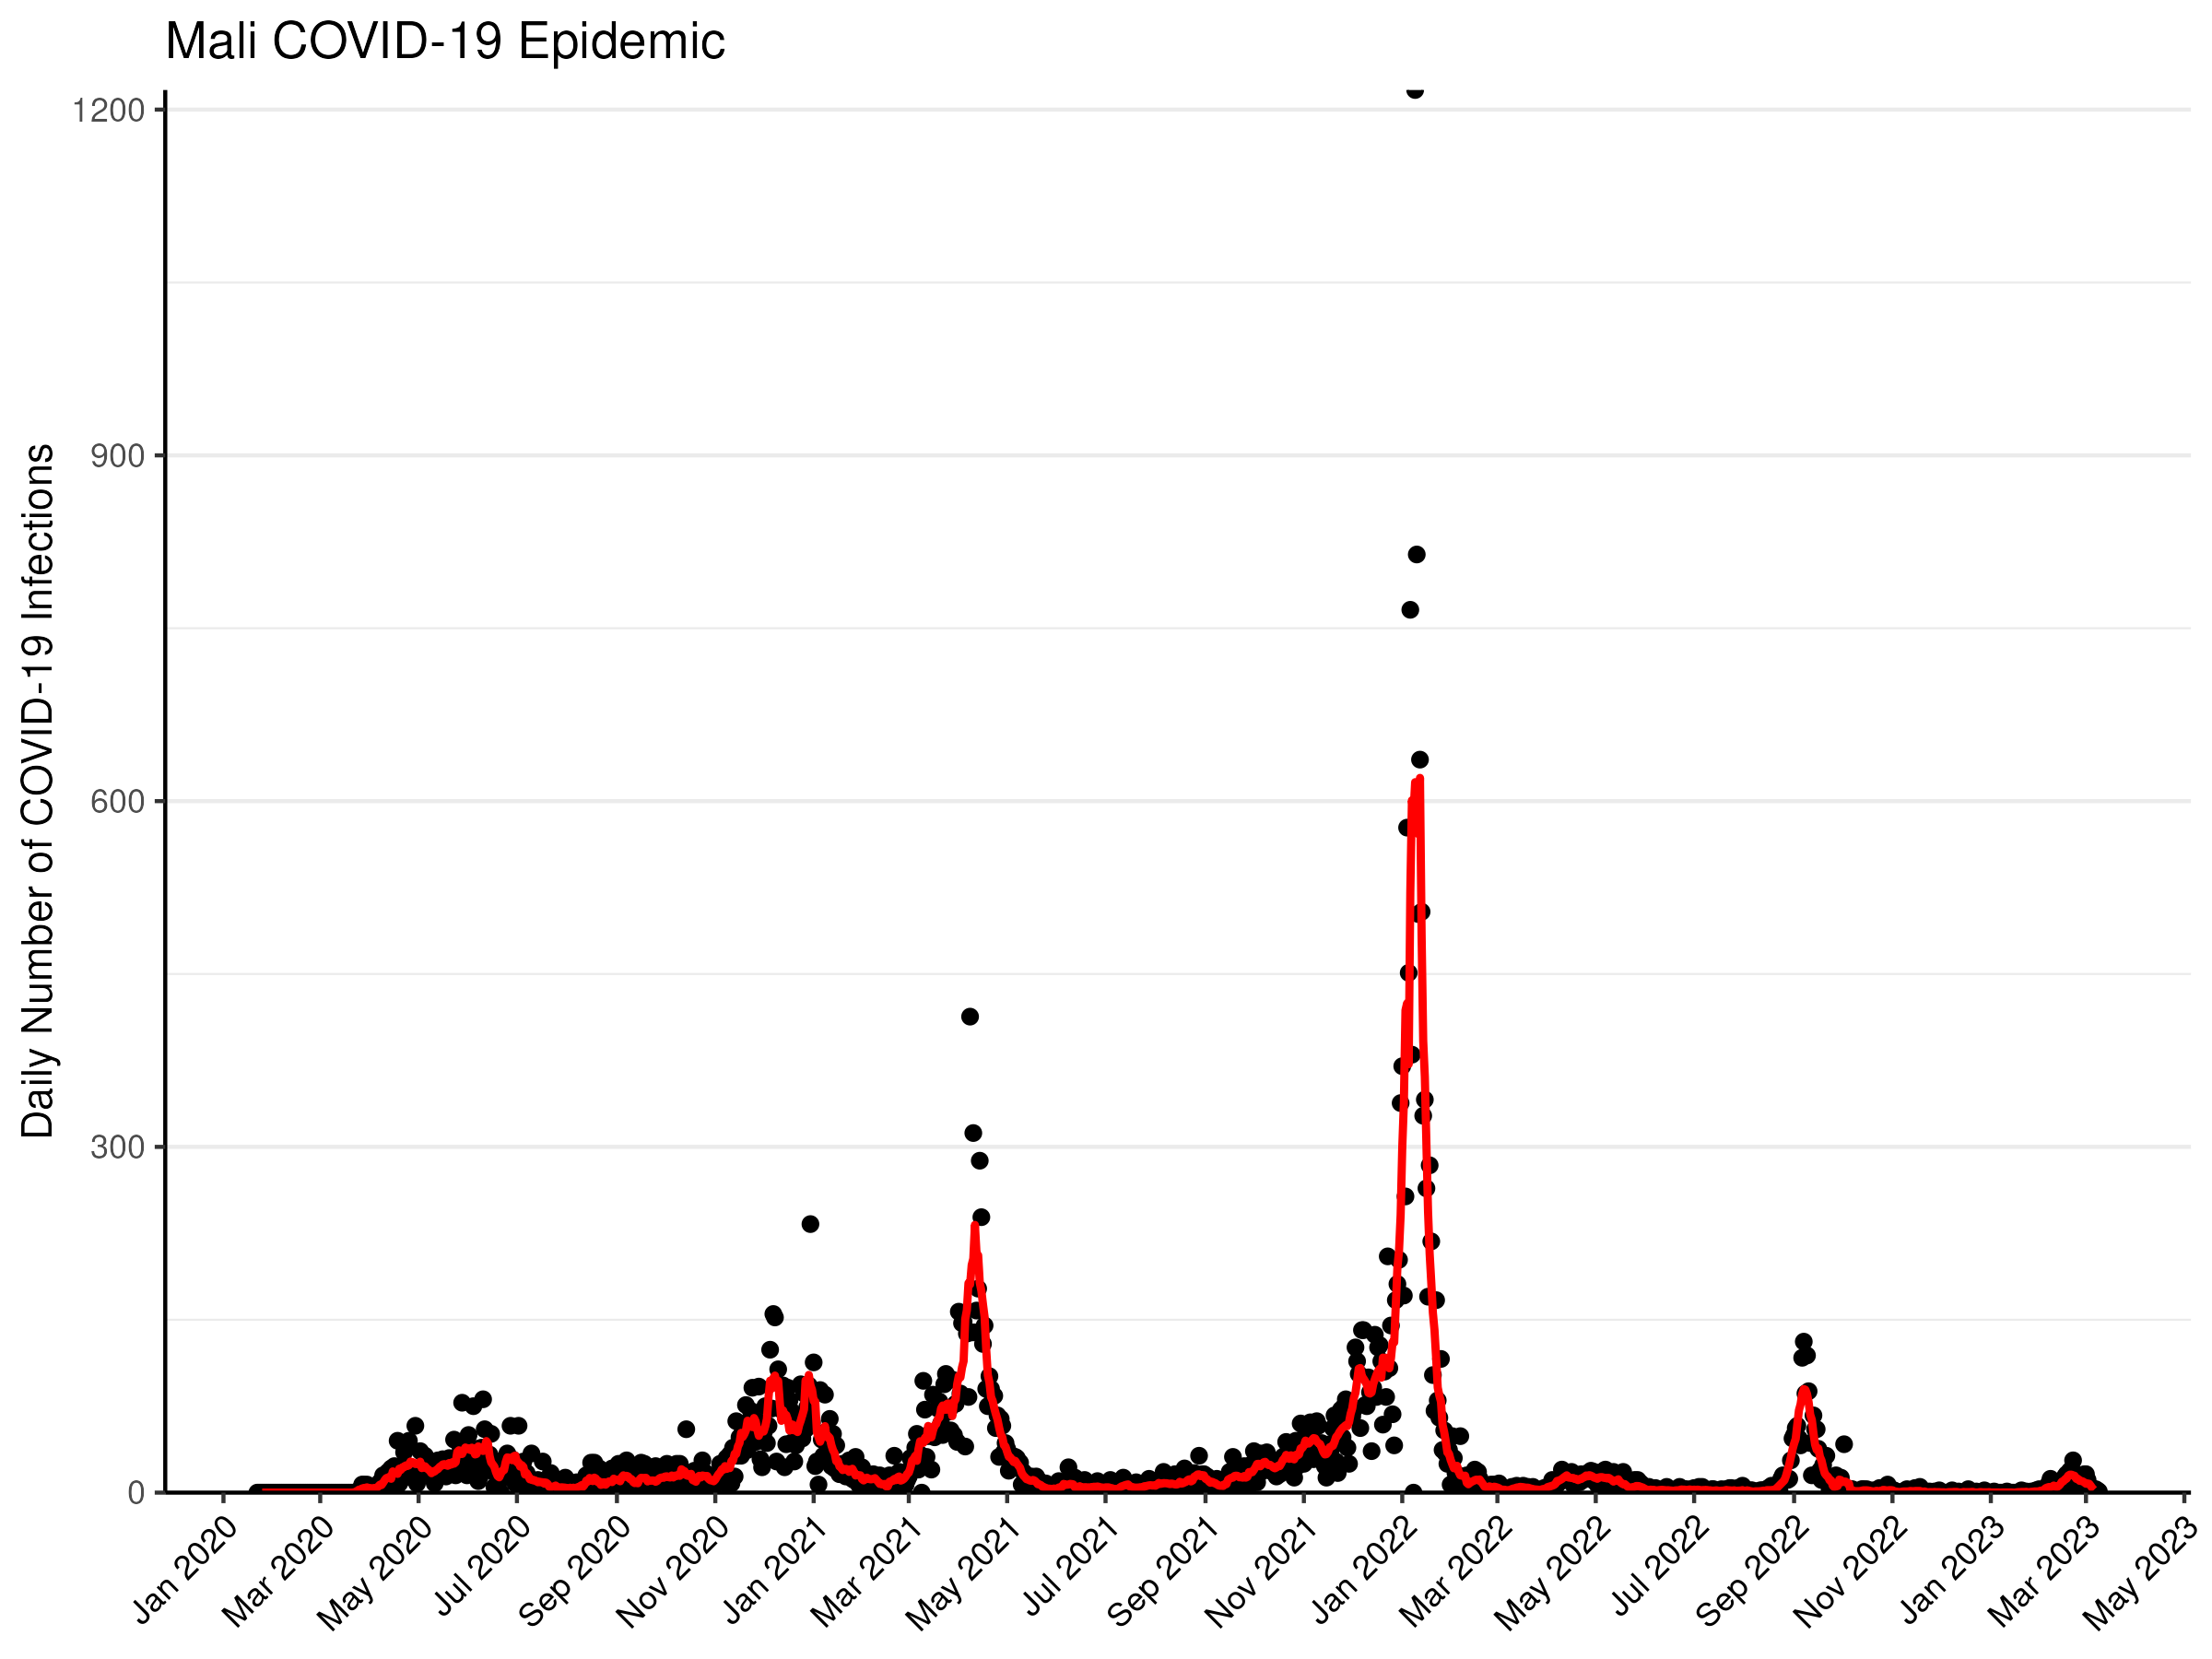 Mali COVID-19 Epidemic
Daily Number of COVID-19 Infections
1200
900
600
300
0
Jan 2020
Mar 2020
May 2020
Jul 2020
Sep 2020
Nov 2020
Jan 2021
Mar 2021
May 2021
Jul 2021
Sep 2021
Nov 2021
Jan 2022
Mar 2022
May 2022
Jul 2022
Sep 2022
Nov 2022
Jan 2023
Mar 2023
May 2023